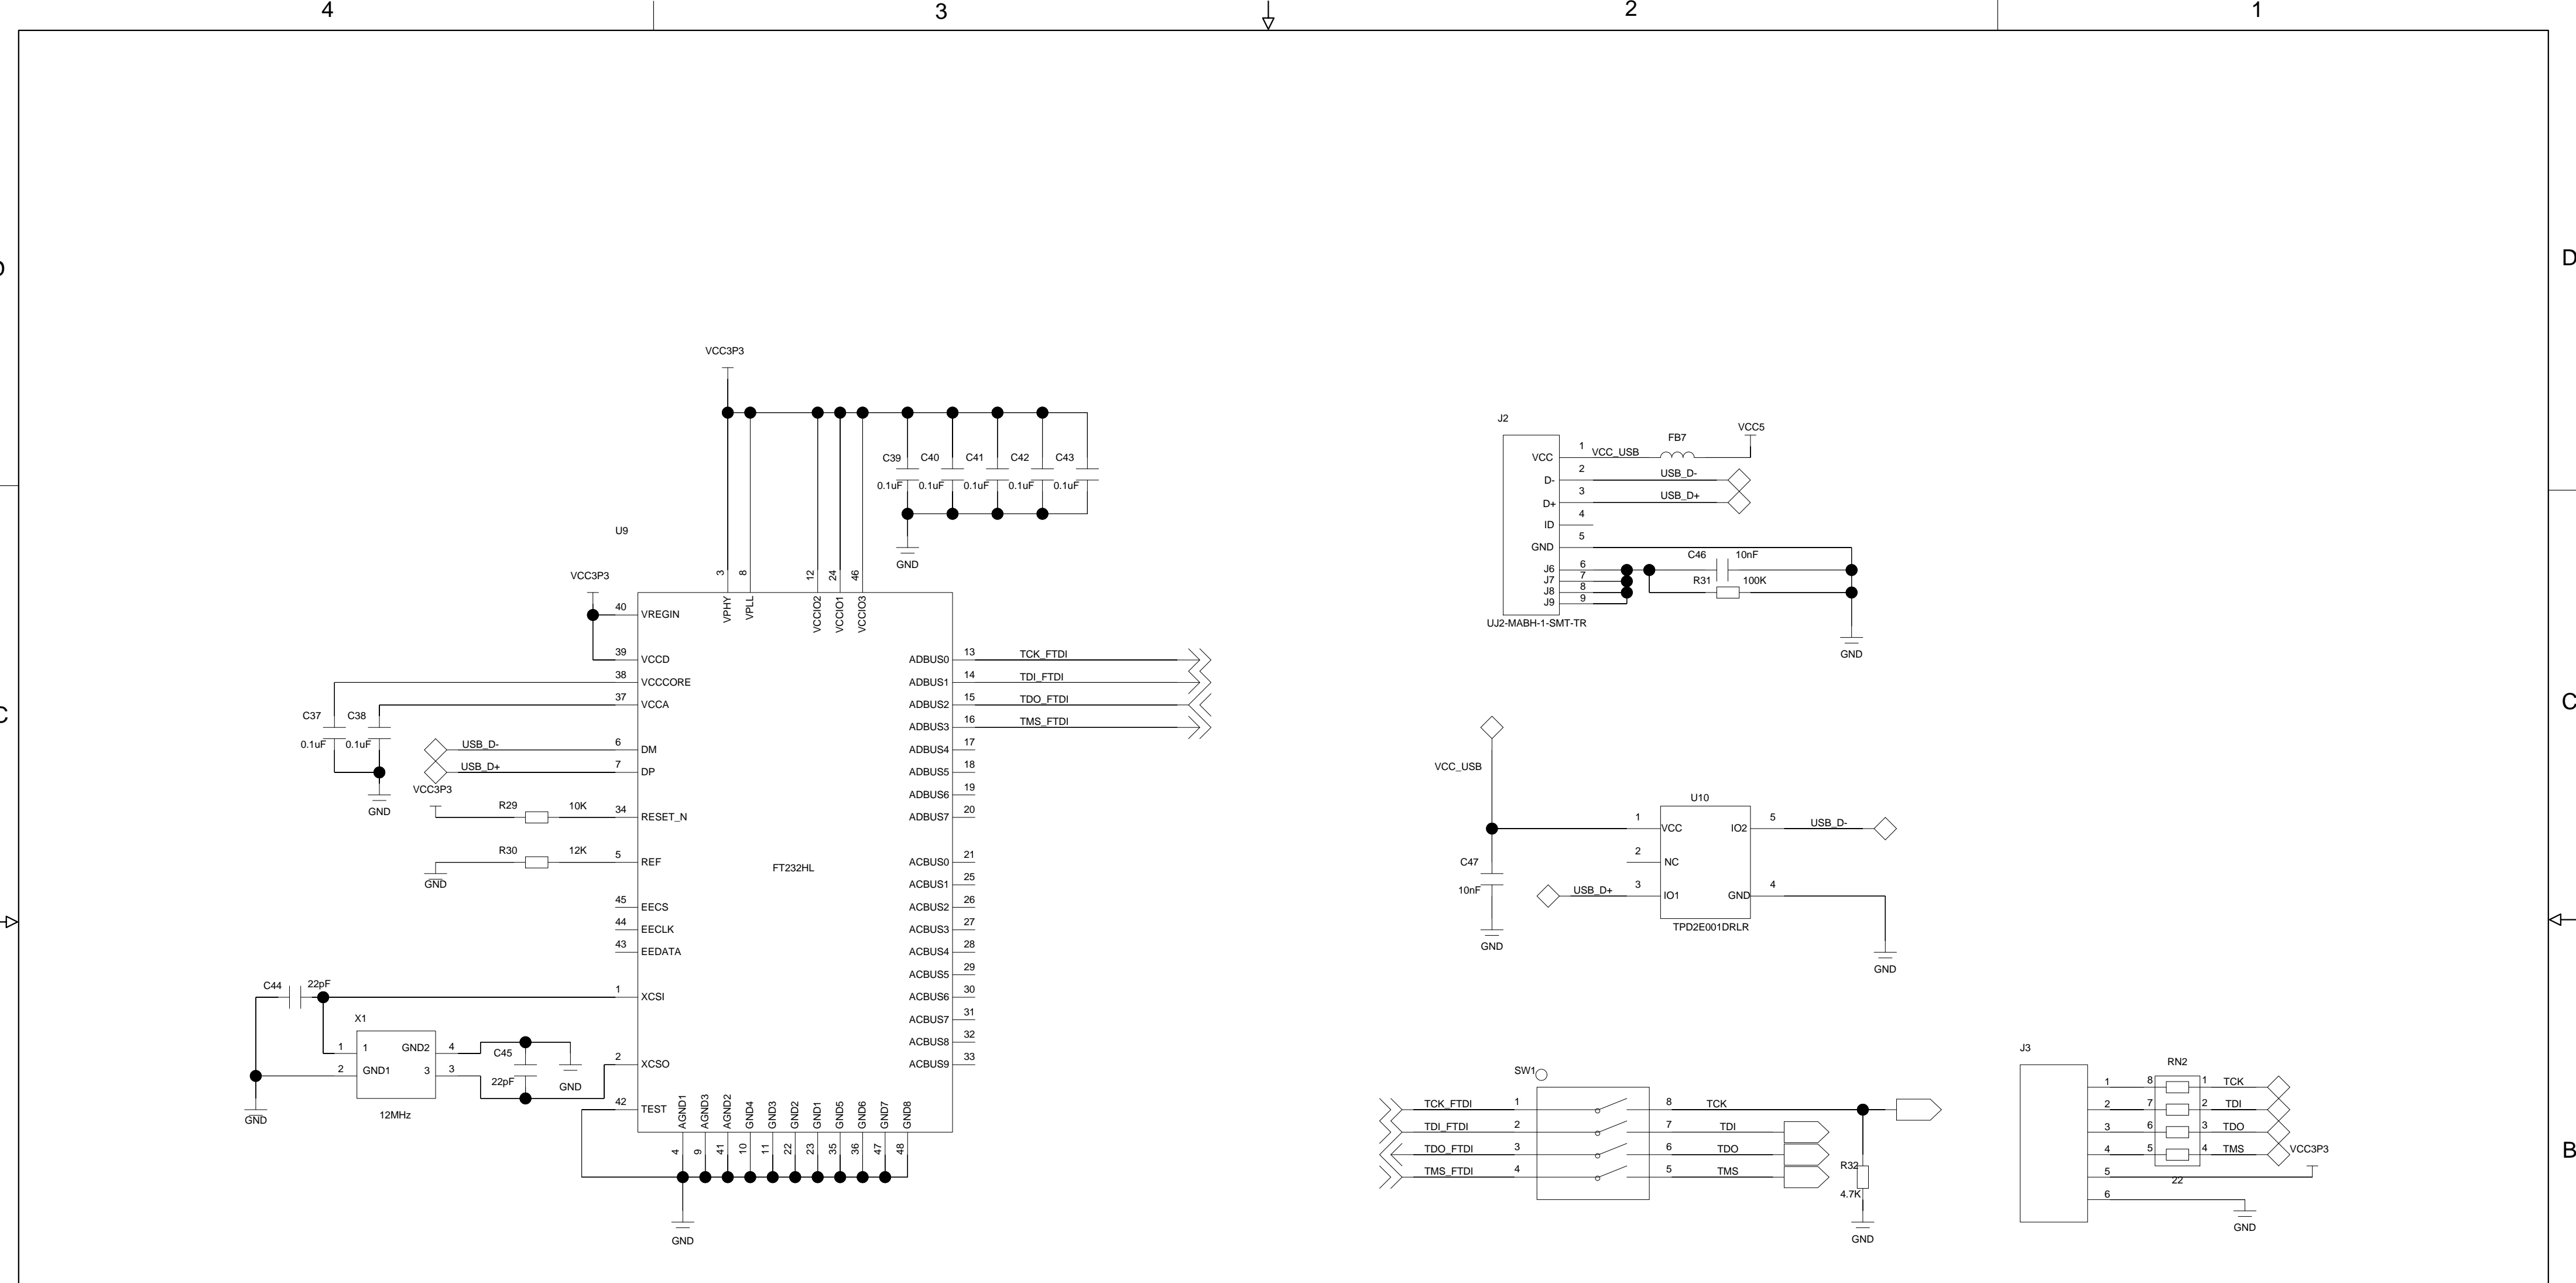 4 3 2 1
D
D
C
C
B
VCC3P3
C39 C40 C41 C42 C43
0.1uF 0.1uF 0.1uF 0.1uF 0.1uF
GND
U9
VCC3P3
3 8 12 24 46
VPHY VPLL VCCIO2 VCCIO1 VCCIO3
40 VREGIN
39 VCCD
38 VCCCORE
37 VCCA
C37 C38
0.1uF 0.1uF
GND
USB_D- 6 DM
USB_D+ 7 DP
VCC3P3
R29 10K 34 RESET_N
R30 12K 5 REF
GND
45 EECS
44 EECLK
43 EEDATA
C44 22pF 1 XCSI
X1
1 1 GND2 4
2 GND1 3 3
12MHz
C45
22pF
GND
GND
2 XCSO
42 TEST
FT232HL
ADBUS0 13 TCK_FTDI
ADBUS1 14 TDI_FTDI
ADBUS2 15 TDO_FTDI
ADBUS3 16 TMS_FTDI
ADBUS4 17
ADBUS5 18
ADBUS6 19
ADBUS7 20
ACBUS0 21
ACBUS1 25
ACBUS2 26
ACBUS3 27
ACBUS4 28
ACBUS5 29
ACBUS6 30
ACBUS7 31
ACBUS8 32
ACBUS9 33
AGND1 AGND3 AGND2 GND4 GND3 GND2 GND1 GND5 GND6 GND7 GND8
4 9 41 10 11 22 23 35 36 47 48
GND
J2
VCC 1 VCC_USB FB7 VCC5
D- 2 USB_D-
D+ 3 USB_D+
ID 4
GND 5
J6 6
J7 7
J8 8
J9 9
C46 10nF
R31 100K
UJ2-MABH-1-SMT-TR
GND
VCC_USB
U10
1 VCC IO2 5 USB_D-
2 NC
USB_D+ 3 IO1 GND 4
C47
10nF
TPD2E001DRLR
GND
GND
SW1
TCK_FTDI 1 8 TCK
TDI_FTDI 2 7 TDI
TDO_FTDI 3 6 TDO
TMS_FTDI 4 5 TMS
R32
4.7K
GND
J3
RN2
1 8 1 TCK
2 7 2 TDI
3 6 3 TDO
4 5 4 TMS
5 VCC3P3
22
6
GND